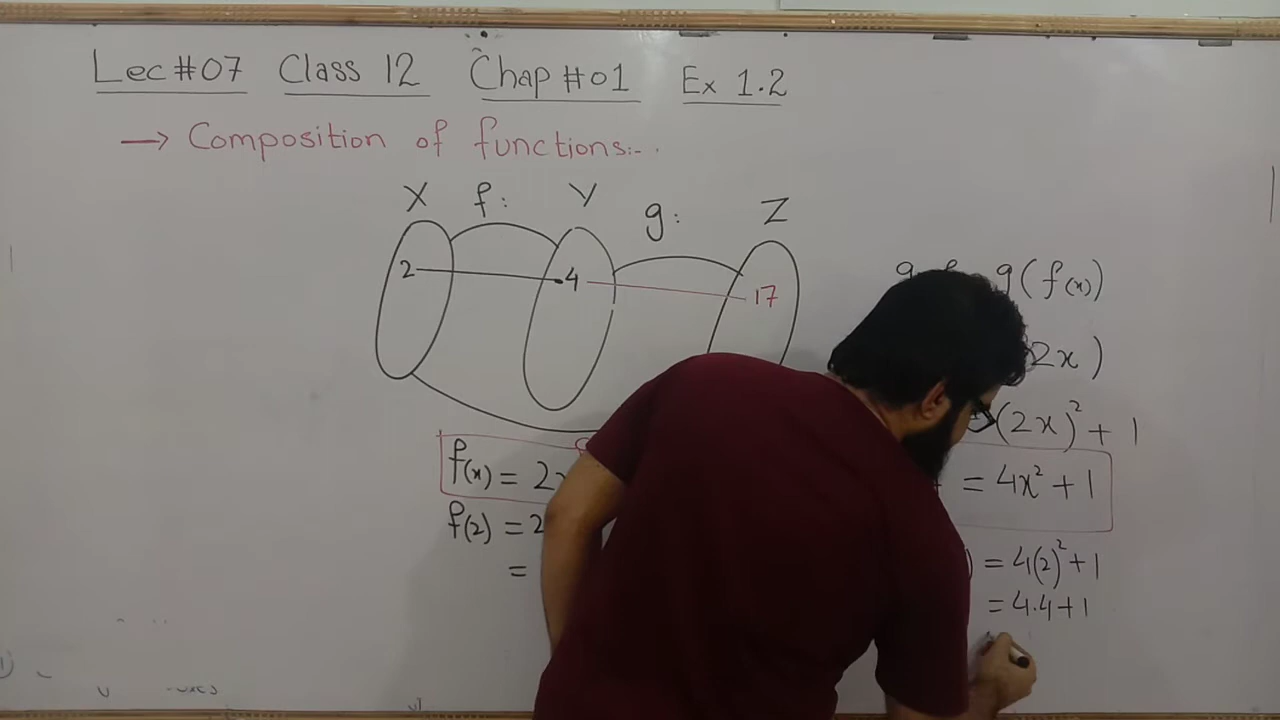 Lec #07 Class 12 Chap #01 Ex 1.2
→ Composition of functions:-
X f: Y g: Z
2 4 17
g(f(x))
2x)
(2x)² + 1
= 4x² + 1
) = 4(2)² + 1
= 4.4 + 1
f(x) = 2
f(2) = 2
=